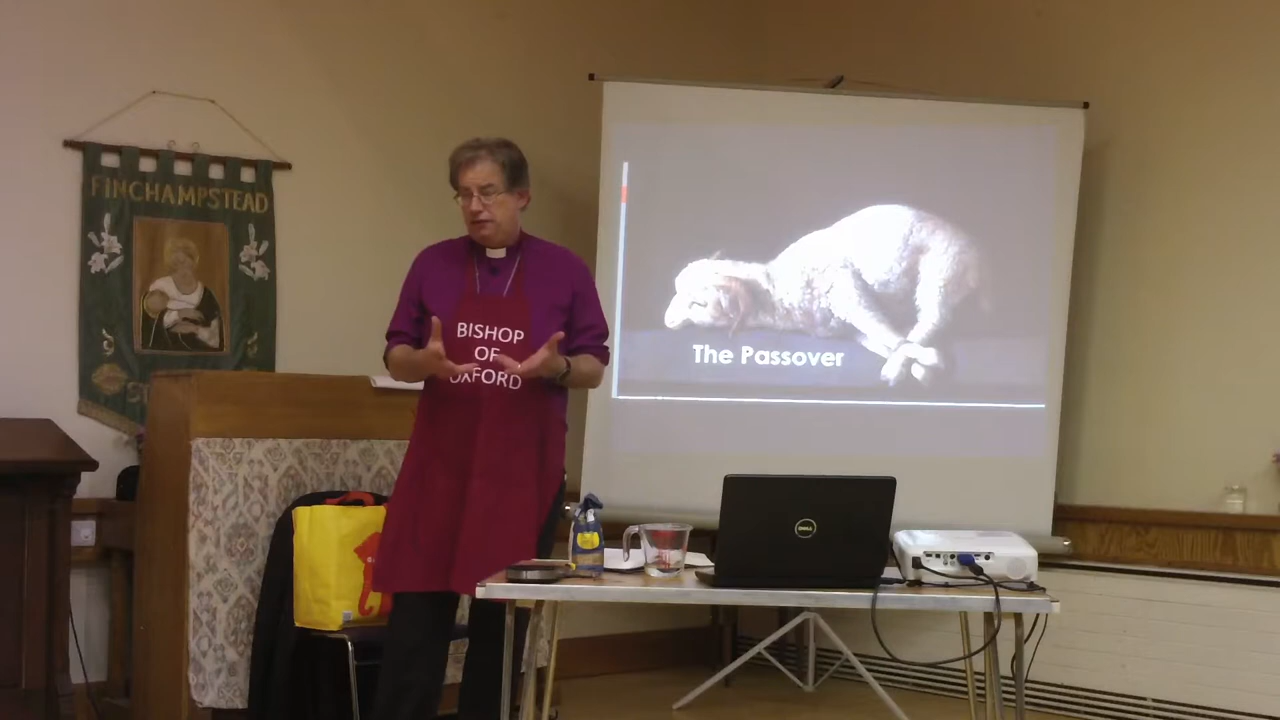 FINCHAMPSTEAD
BISHOP
OF
OXFORD
The Passover
DELL